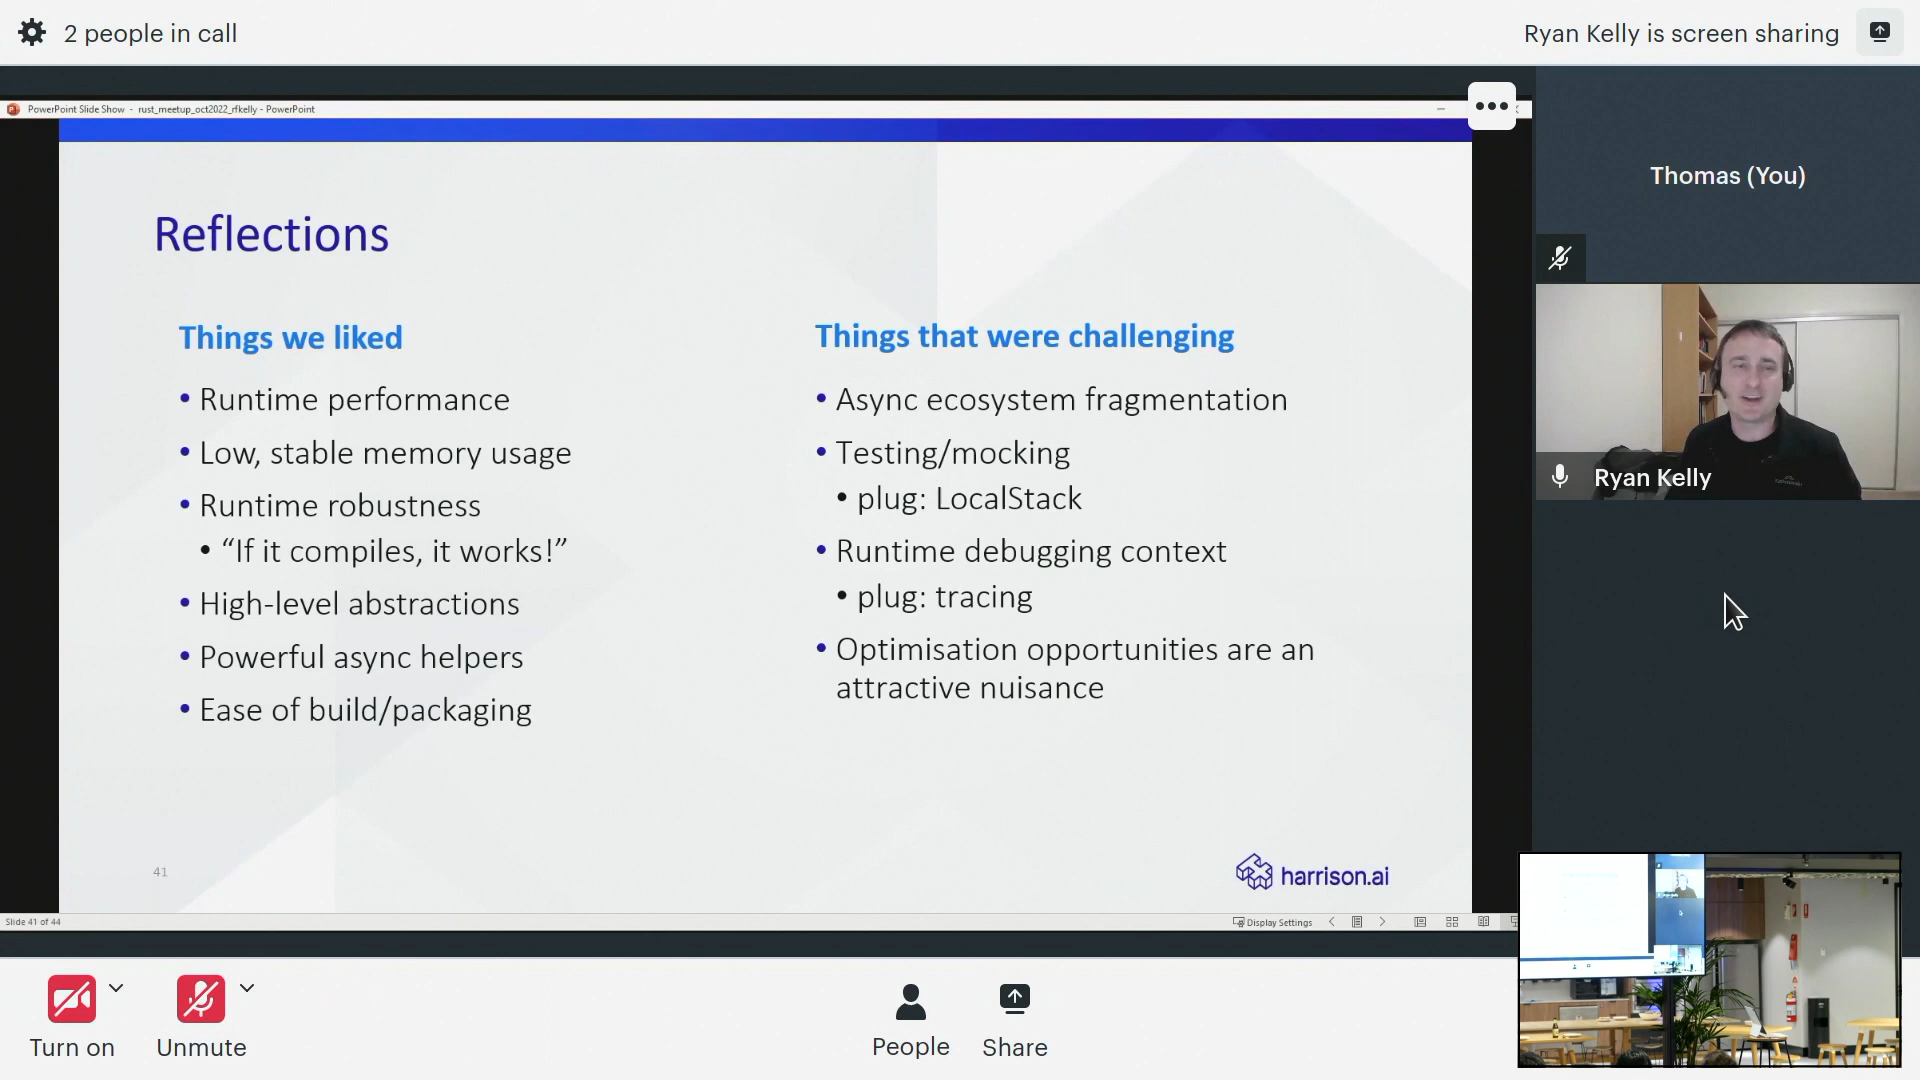 2 people in call
Ryan Kelly is screen sharing
PowerPoint Slide Show - rust_meetup_oct2022_rfkelly - PowerPoint
Thomas (You)
Reflections
Things we liked
• Runtime performance
• Low, stable memory usage
• Runtime robustness
• “If it compiles, it works!”
• High-level abstractions
• Powerful async helpers
• Ease of build/packaging
Things that were challenging
• Async ecosystem fragmentation
• Testing/mocking
• plug: LocalStack
• Runtime debugging context
• plug: tracing
• Optimisation opportunities are an
attractive nuisance
Ryan Kelly
41
harrison.ai
Slide 41 of 44
Display Settings
Turn on
Unmute
People
Share